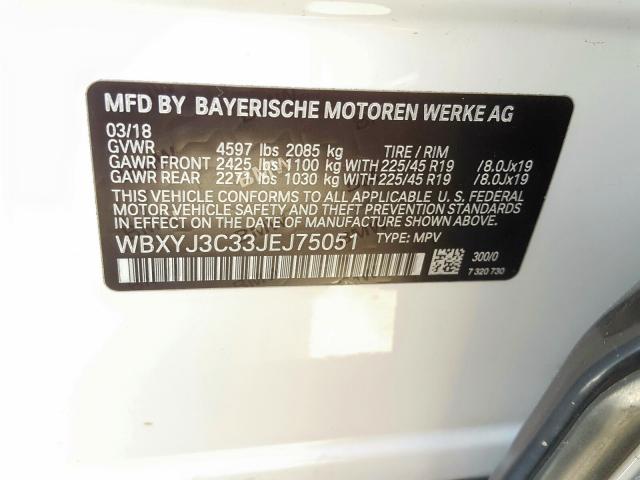 MFD BY BAYERISCHE MOTOREN WERKE AG
03/18
GVWR 4597 lbs 2085 kg TIRE / RIM
GAWR FRONT 2425 lbs 1100 kg WITH 225/45 R19 /8.0Jx19
GAWR REAR 2271 lbs 1030 kg WITH 225/45 R19 /8.0Jx19
THIS VEHICLE CONFORMS TO ALL APPLICABLE U. S. FEDERAL
MOTOR VEHICLE SAFETY, BUMPER, AND THEFT PREVENTION
STANDARDS IN EFFECT ON THE DATE OF MANUFACTURE SHOWN ABOVE.
WBXYJ3C33JEJ75051 TYPE: MPV
300/0
7 320 730